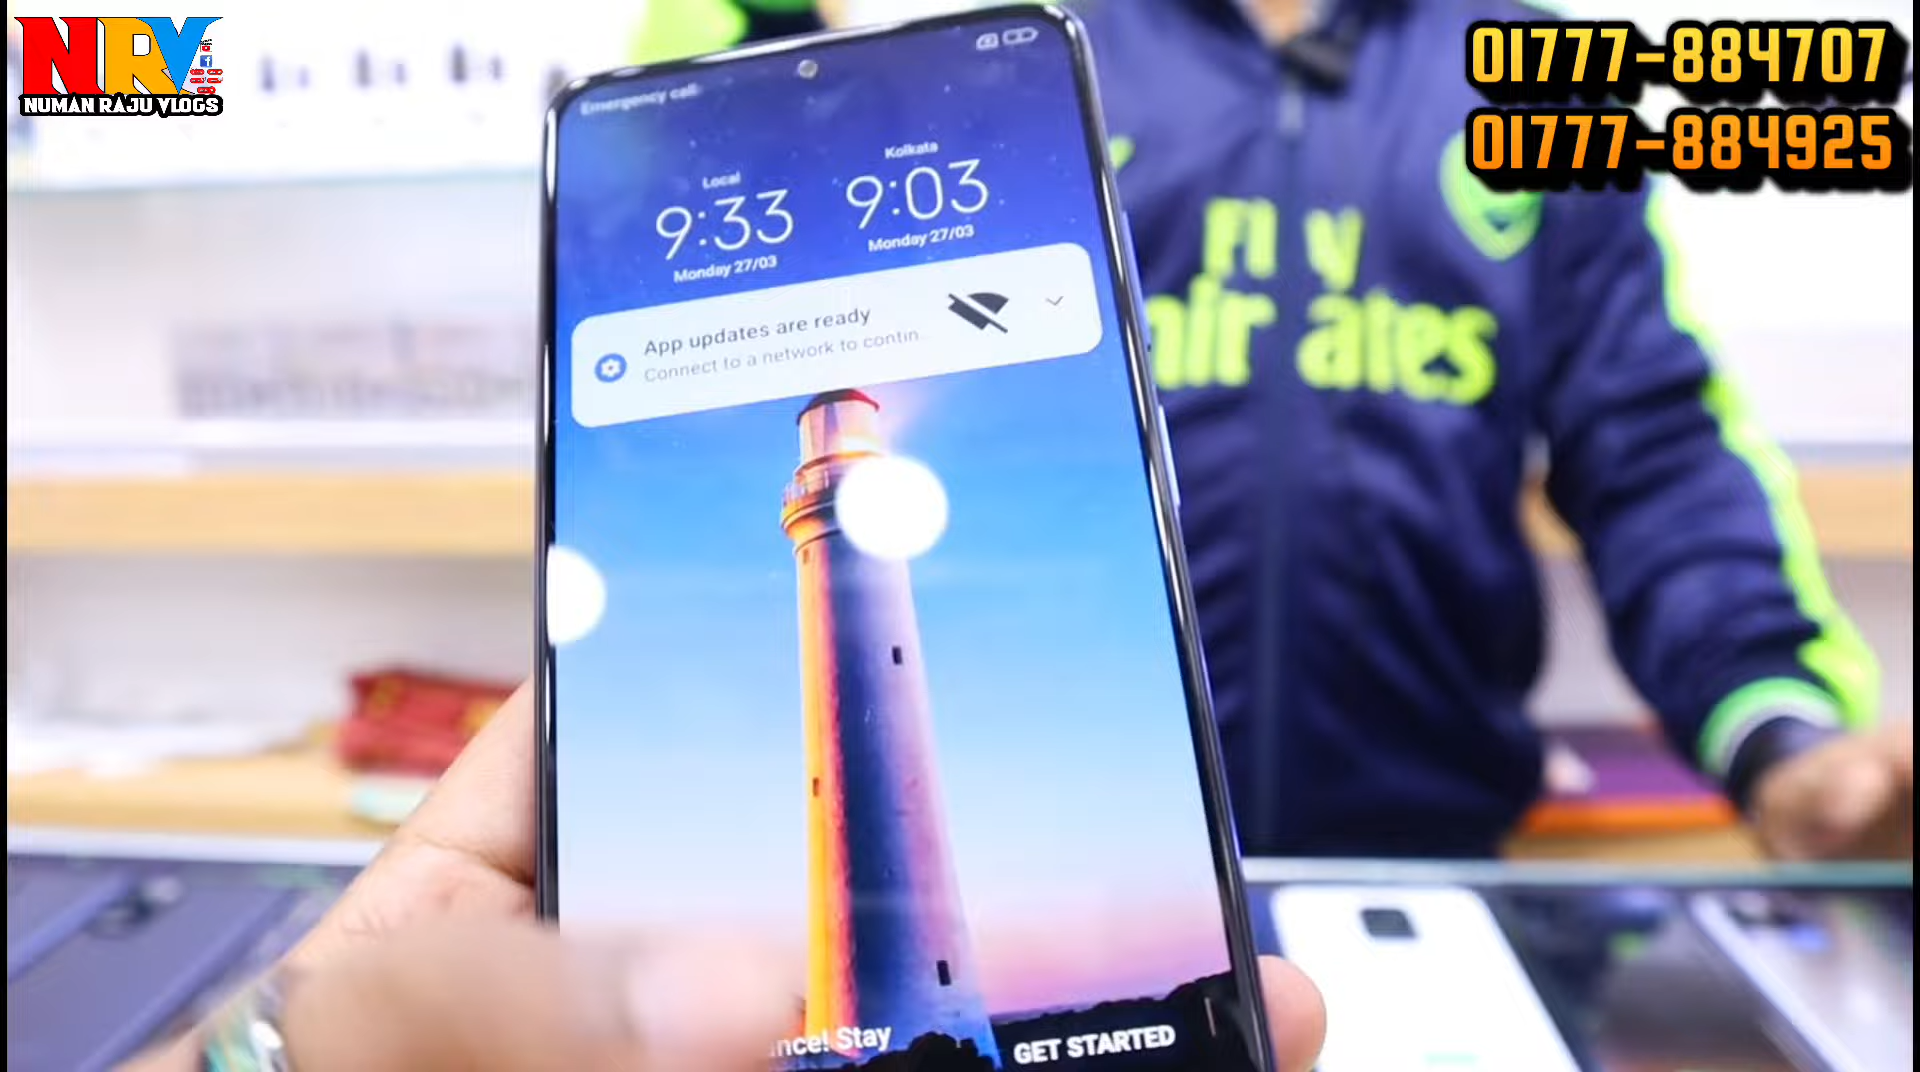 NRV
NUMAN RAJU VLOGS
01777-884707
01777-884925
Emergency call
Local
9:33
Monday 27/03
Kolkata
9:03
Monday 27/03
App updates are ready
Connect to a network to contin...
nce! Stay
GET STARTED
Fly
Emirates